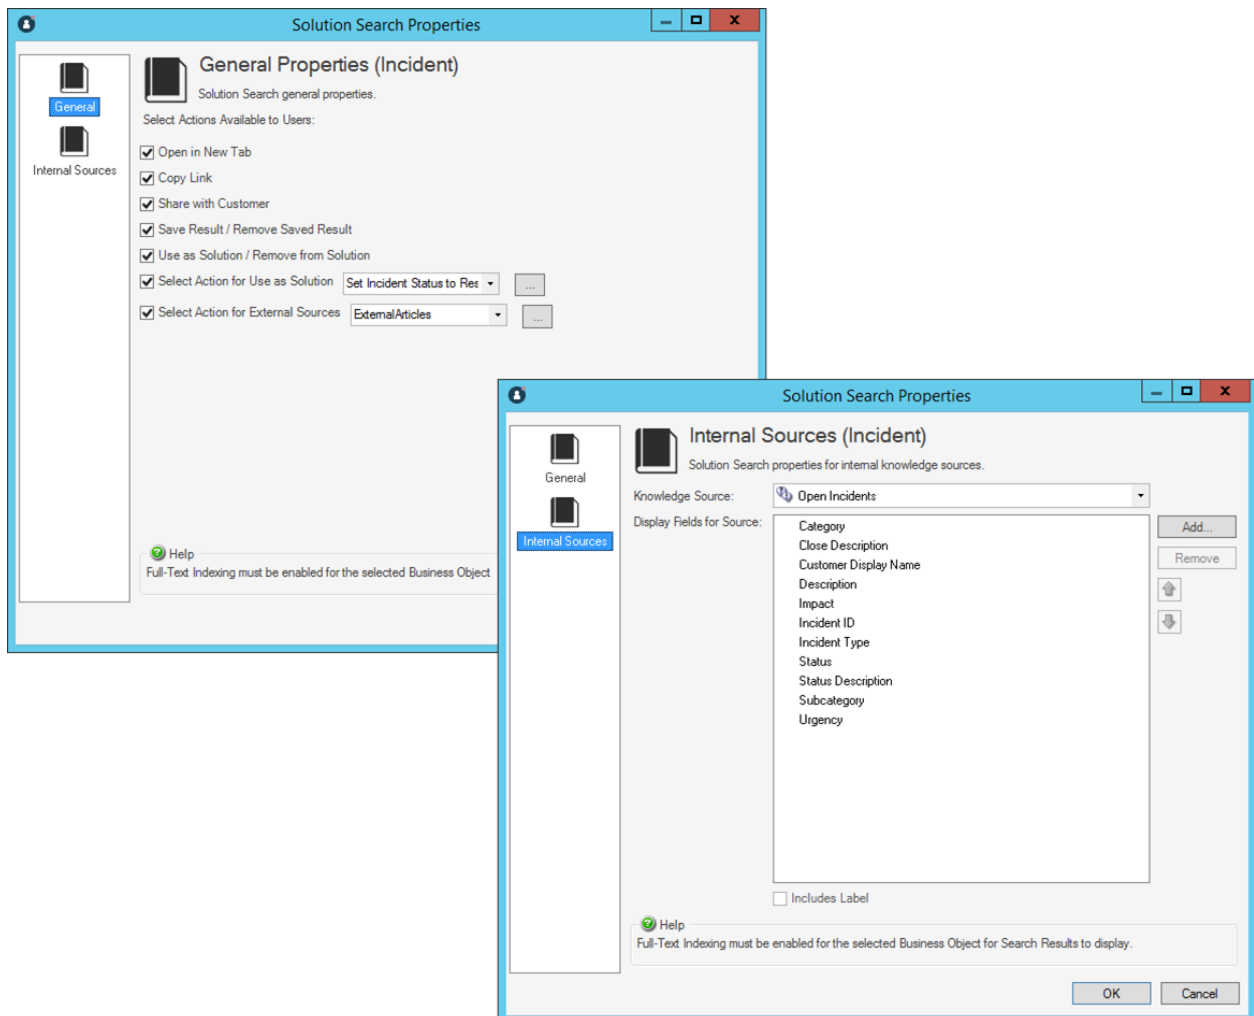 Solution Search Properties
General Properties (Incident)
Solution Search general properties.
General
Internal Sources
Select Actions Available to Users:
Open in New Tab
Copy Link
Share with Customer
Save Result / Remove Saved Result
Use as Solution / Remove from Solution
Select Action for Use as Solution Set Incident Status to Res ...
Select Action for External Sources ExternalArticles ...
Help
Full-Text Indexing must be enabled for the selected Business Object
Solution Search Properties
Internal Sources (Incident)
Solution Search properties for internal knowledge sources.
General
Internal Sources
Knowledge Source: Open Incidents
Display Fields for Source:
Category
Close Description
Customer Display Name
Description
Impact
Incident ID
Incident Type
Status
Status Description
Subcategory
Urgency
Add...
Remove
Includes Label
Help
Full-Text Indexing must be enabled for the selected Business Object for Search Results to display.
OK Cancel